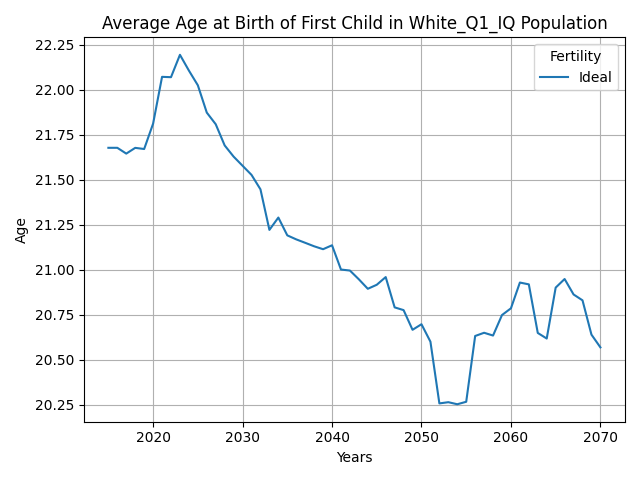 Average Age at Birth of First Child in White_Q1_IQ Population
22.25
22.00
21.75
21.50
21.25
21.00
20.75
20.50
20.25
Age
Fertility
Ideal
2020 2030 2040 2050 2060 2070
Years